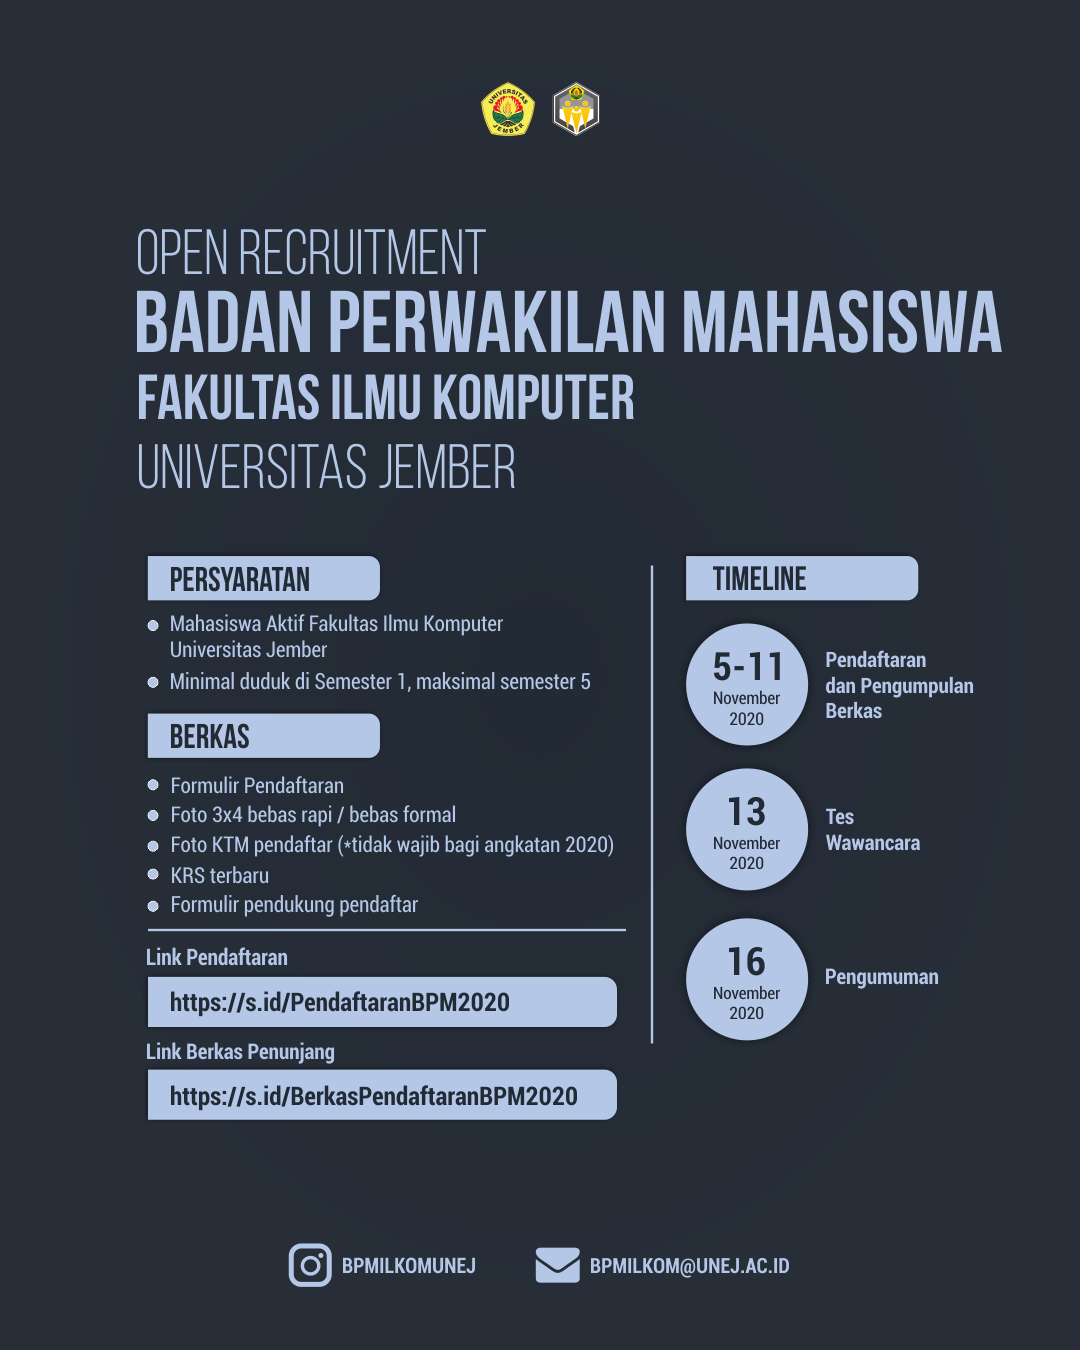 UNIVERSITAS
JEMBER
OPEN RECRUITMENT
BADAN PERWAKILAN MAHASISWA
FAKULTAS ILMU KOMPUTER
UNIVERSITAS JEMBER
PERSYARATAN
Mahasiswa Aktif Fakultas Ilmu Komputer
Universitas Jember
Minimal duduk di Semester 1, maksimal semester 5
BERKAS
Formulir Pendaftaran
Foto 3x4 bebas rapi / bebas formal
Foto KTM pendaftar (*tidak wajib bagi angkatan 2020)
KRS terbaru
Formulir pendukung pendaftar
Link Pendaftaran
https://s.id/PendaftaranBPM2020
Link Berkas Penunjang
https://s.id/BerkasPendaftaranBPM2020
TIMELINE
5-11
November
2020
Pendaftaran
dan Pengumpulan
Berkas
13
November
2020
Tes
Wawancara
16
November
2020
Pengumuman
BPMILKOMUNEJ
BPMILKOM@UNEJ.AC.ID